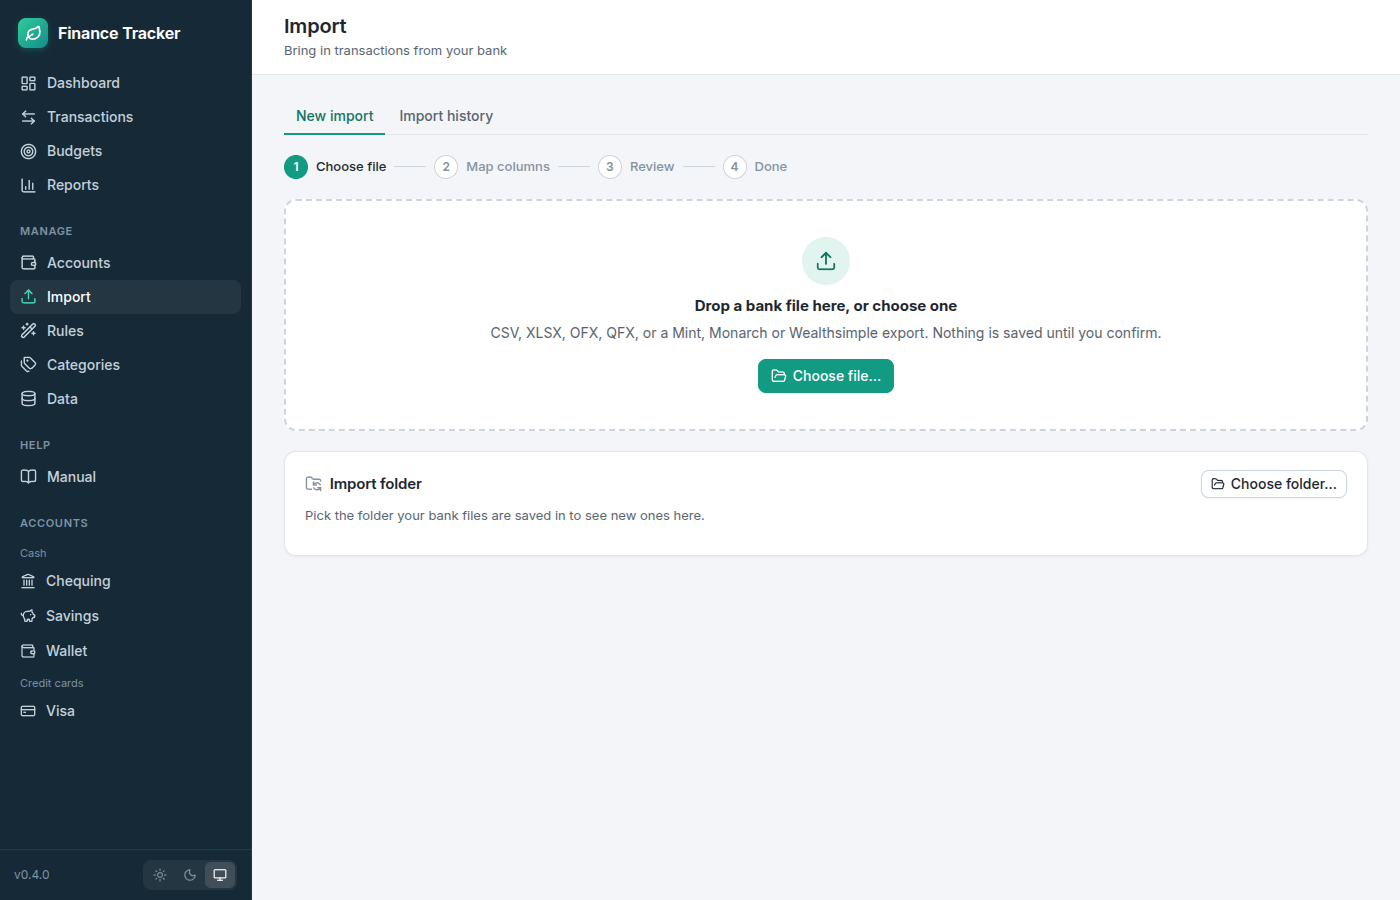 Finance Tracker
Dashboard
Transactions
Budgets
Reports
MANAGE
Accounts
Import
Rules
Categories
Data
HELP
Manual
ACCOUNTS
Cash
Chequing
Savings
Wallet
Credit cards
Visa
v0.4.0
Import
Bring in transactions from your bank
New import
Import history
1 Choose file
2 Map columns
3 Review
4 Done
Drop a bank file here, or choose one
CSV, XLSX, OFX, QFX, or a Mint, Monarch or Wealthsimple export. Nothing is saved until you confirm.
Choose file...
Import folder
Choose folder...
Pick the folder your bank files are saved in to see new ones here.